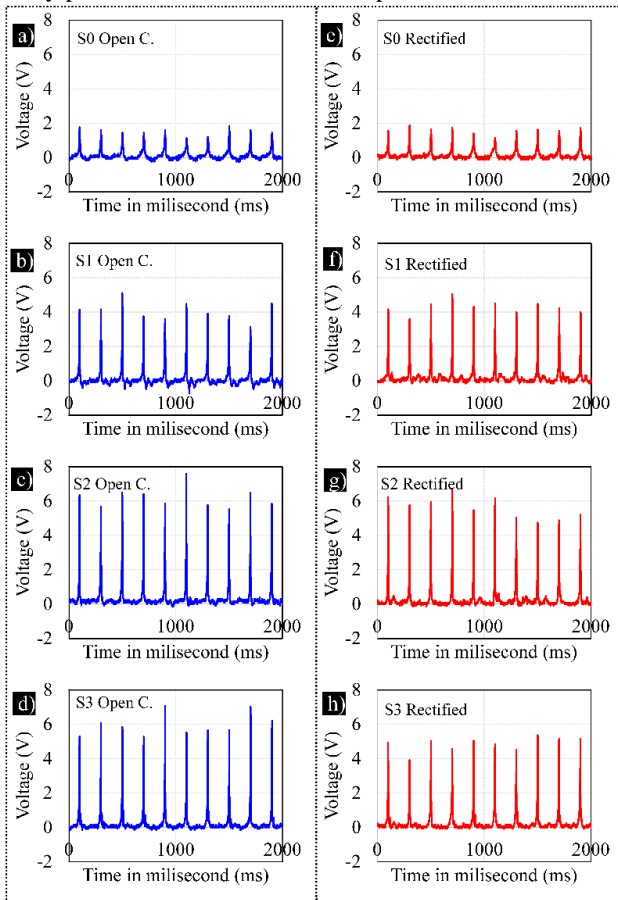 a)
S0 Open C.
Voltage (V)
8
6
4
2
0
-2
0
1000
2000
Time in milisecond (ms)
e)
S0 Rectified
Voltage (V)
8
6
4
2
0
-2
0
1000
2000
Time in milisecond (ms)
b)
S1 Open C.
Voltage (V)
8
6
4
2
0
-2
0
1000
2000
Time in milisecond (ms)
f)
S1 Rectified
Voltage (V)
8
6
4
2
0
-2
0
1000
2000
Time in milisecond (ms)
c)
S2 Open C.
Voltage (V)
8
6
4
2
0
-2
0
1000
2000
Time in milisecond (ms)
g)
S2 Rectified
Voltage (V)
8
6
4
2
0
-2
0
1000
2000
Time in milisecond (ms)
d)
S3 Open C.
Voltage (V)
8
6
4
2
0
-2
0
1000
2000
Time in milisecond (ms)
h)
S3 Rectified
Voltage (V)
8
6
4
2
0
-2
0
1000
2000
Time in milisecond (ms)